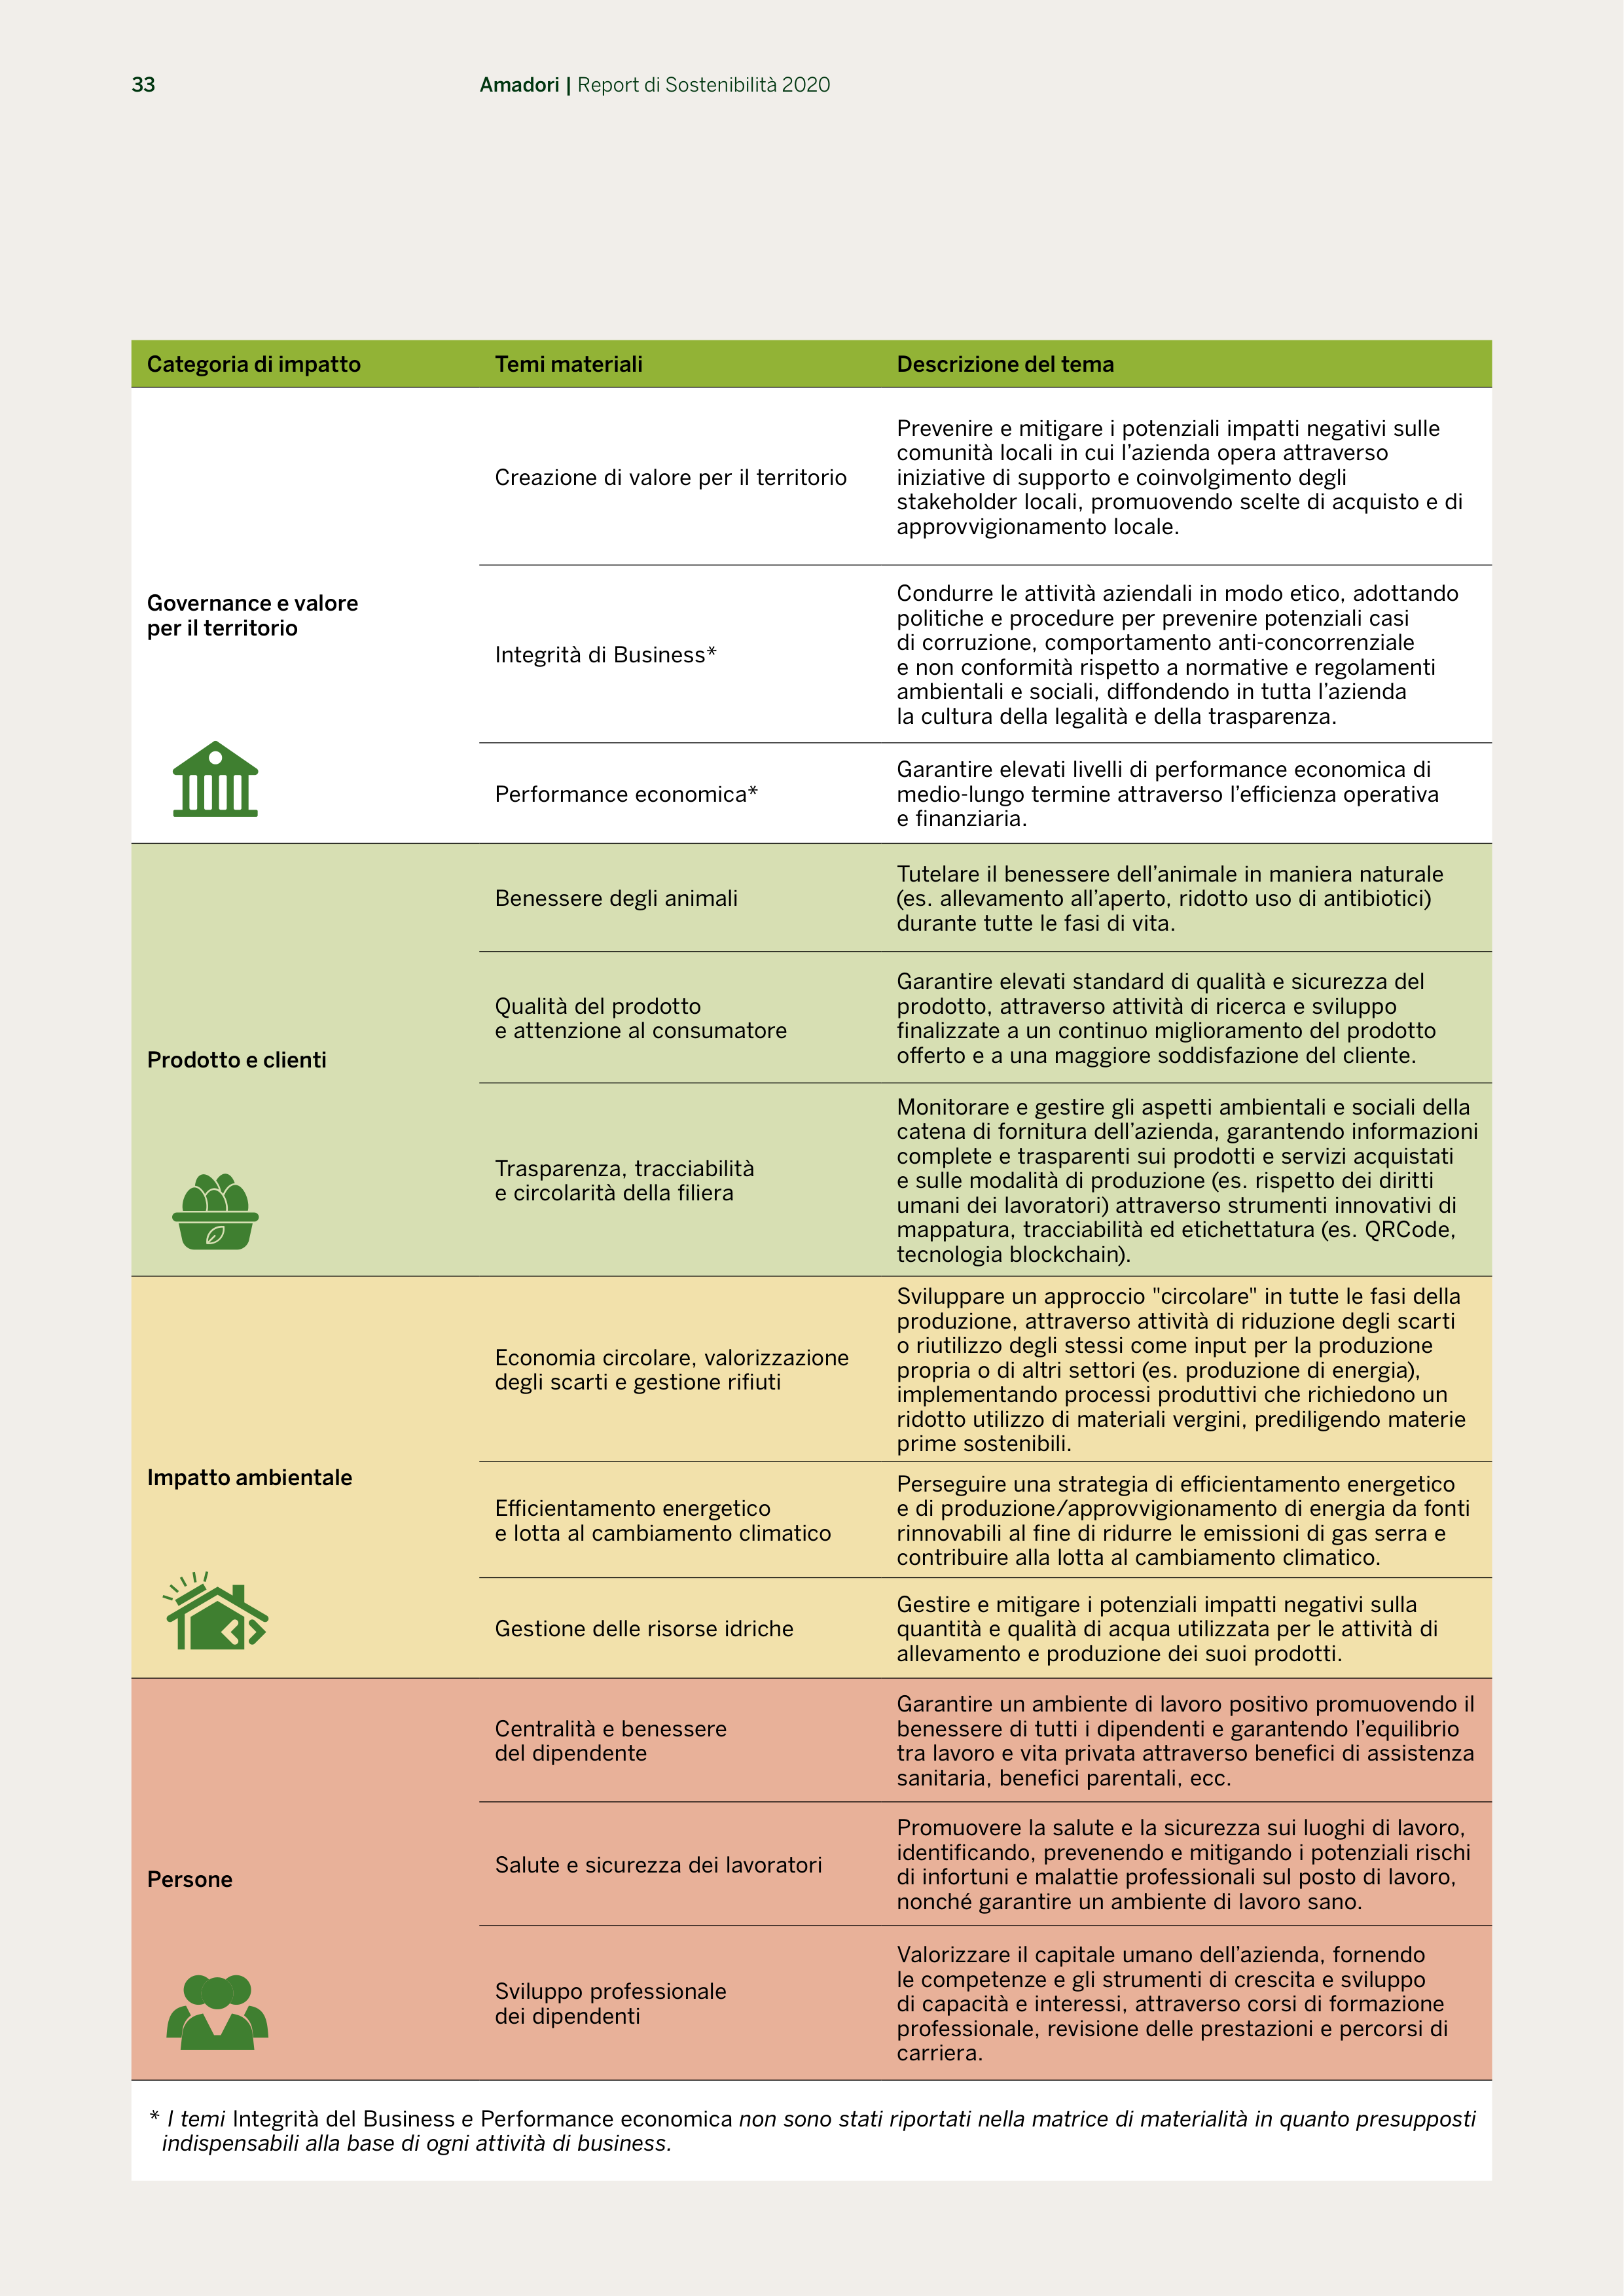 33
Amadori | Report di Sostenibilità 2020
Categoria di impatto
Temi materiali
Descrizione del tema
Governance e valore
per il territorio
Creazione di valore per il territorio
Prevenire e mitigare i potenziali impatti negativi sulle
comunità locali in cui l’azienda opera attraverso
iniziative di supporto e coinvolgimento degli
stakeholder locali, promuovendo scelte di acquisto e di
approvvigionamento locale.
Integrità di Business*
Condurre le attività aziendali in modo etico, adottando
politiche e procedure per prevenire potenziali casi
di corruzione, comportamento anti-concorrenziale
e non conformità rispetto a normative e regolamenti
ambientali e sociali, diffondendo in tutta l’azienda
la cultura della legalità e della trasparenza.
Performance economica*
Garantire elevati livelli di performance economica di
medio-lungo termine attraverso l’efficienza operativa
e finanziaria.
Prodotto e clienti
Benessere degli animali
Tutelare il benessere dell’animale in maniera naturale
(es. allevamento all’aperto, ridotto uso di antibiotici)
durante tutte le fasi di vita.
Qualità del prodotto
e attenzione al consumatore
Garantire elevati standard di qualità e sicurezza del
prodotto, attraverso attività di ricerca e sviluppo
finalizzate a un continuo miglioramento del prodotto
offerto e a una maggiore soddisfazione del cliente.
Trasparenza, tracciabilità
e circolarità della filiera
Monitorare e gestire gli aspetti ambientali e sociali della
catena di fornitura dell’azienda, garantendo informazioni
complete e trasparenti sui prodotti e servizi acquistati
e sulle modalità di produzione (es. rispetto dei diritti
umani dei lavoratori) attraverso strumenti innovativi di
mappatura, tracciabilità ed etichettatura (es. QRCode,
tecnologia blockchain).
Impatto ambientale
Economia circolare, valorizzazione
degli scarti e gestione rifiuti
Sviluppare un approccio "circolare" in tutte le fasi della
produzione, attraverso attività di riduzione degli scarti
o riutilizzo degli stessi come input per la produzione
propria o di altri settori (es. produzione di energia),
implementando processi produttivi che richiedono un
ridotto utilizzo di materiali vergini, prediligendo materie
prime sostenibili.
Efficientamento energetico
e lotta al cambiamento climatico
Perseguire una strategia di efficientamento energetico
e di produzione/approvvigionamento di energia da fonti
rinnovabili al fine di ridurre le emissioni di gas serra e
contribuire alla lotta al cambiamento climatico.
Gestione delle risorse idriche
Gestire e mitigare i potenziali impatti negativi sulla
quantità e qualità di acqua utilizzata per le attività di
allevamento e produzione dei suoi prodotti.
Persone
Centralità e benessere
del dipendente
Garantire un ambiente di lavoro positivo promuovendo il
benessere di tutti i dipendenti e garantendo l’equilibrio
tra lavoro e vita privata attraverso benefici di assistenza
sanitaria, benefici parentali, ecc.
Salute e sicurezza dei lavoratori
Promuovere la salute e la sicurezza sui luoghi di lavoro,
identificando, prevenendo e mitigando i potenziali rischi
di infortuni e malattie professionali sul posto di lavoro,
nonché garantire un ambiente di lavoro sano.
Sviluppo professionale
dei dipendenti
Valorizzare il capitale umano dell’azienda, fornendo
le competenze e gli strumenti di crescita e sviluppo
di capacità e interessi, attraverso corsi di formazione
professionale, revisione delle prestazioni e percorsi di
carriera.
* I temi Integrità del Business e Performance economica non sono stati riportati nella matrice di materialità in quanto presupposti
indispensabili alla base di ogni attività di business.